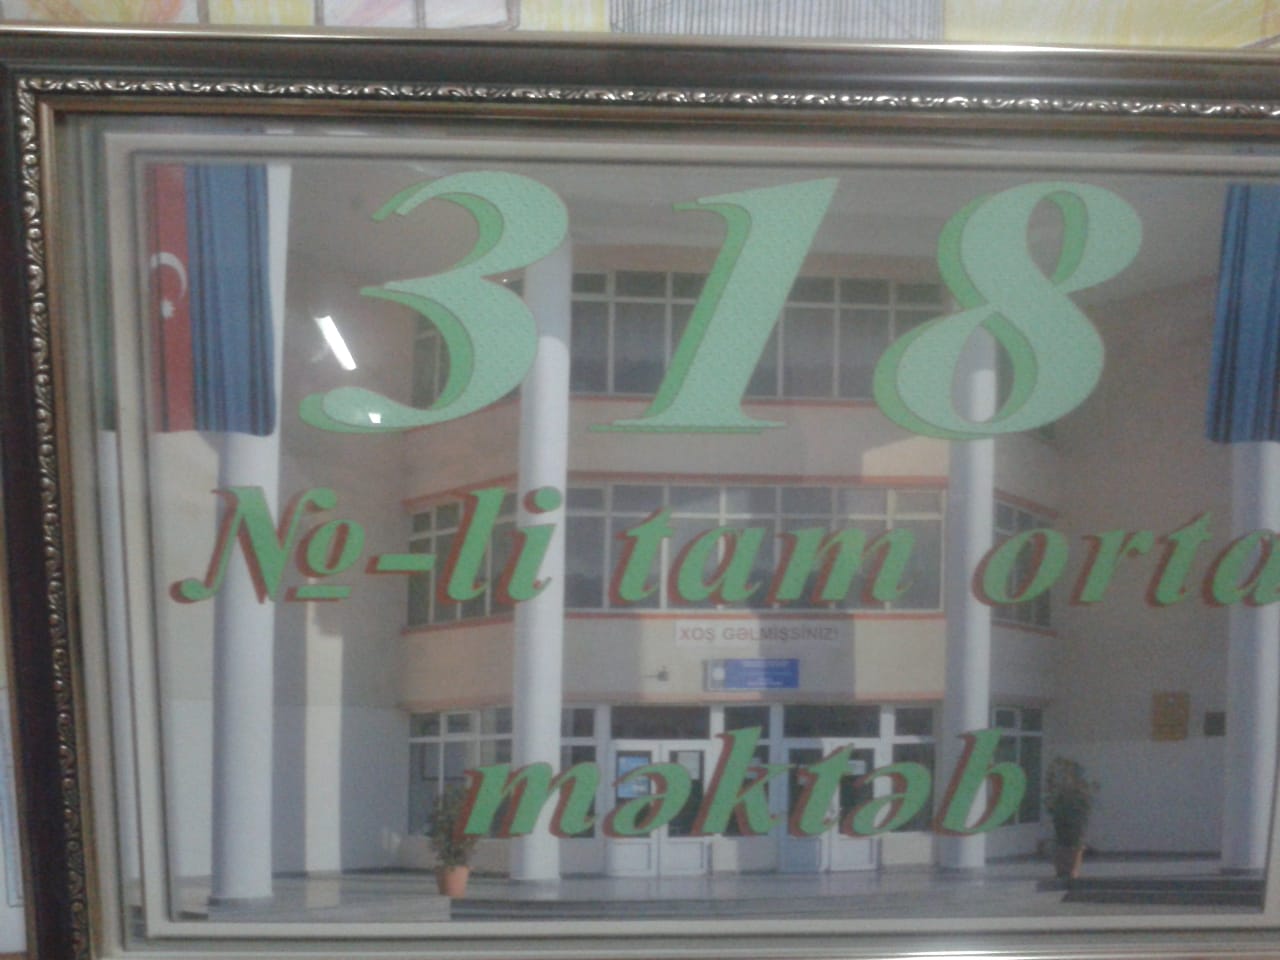 318
№-li tam orta
XOŞ GƏLMİŞSİNİZ!
məktəb